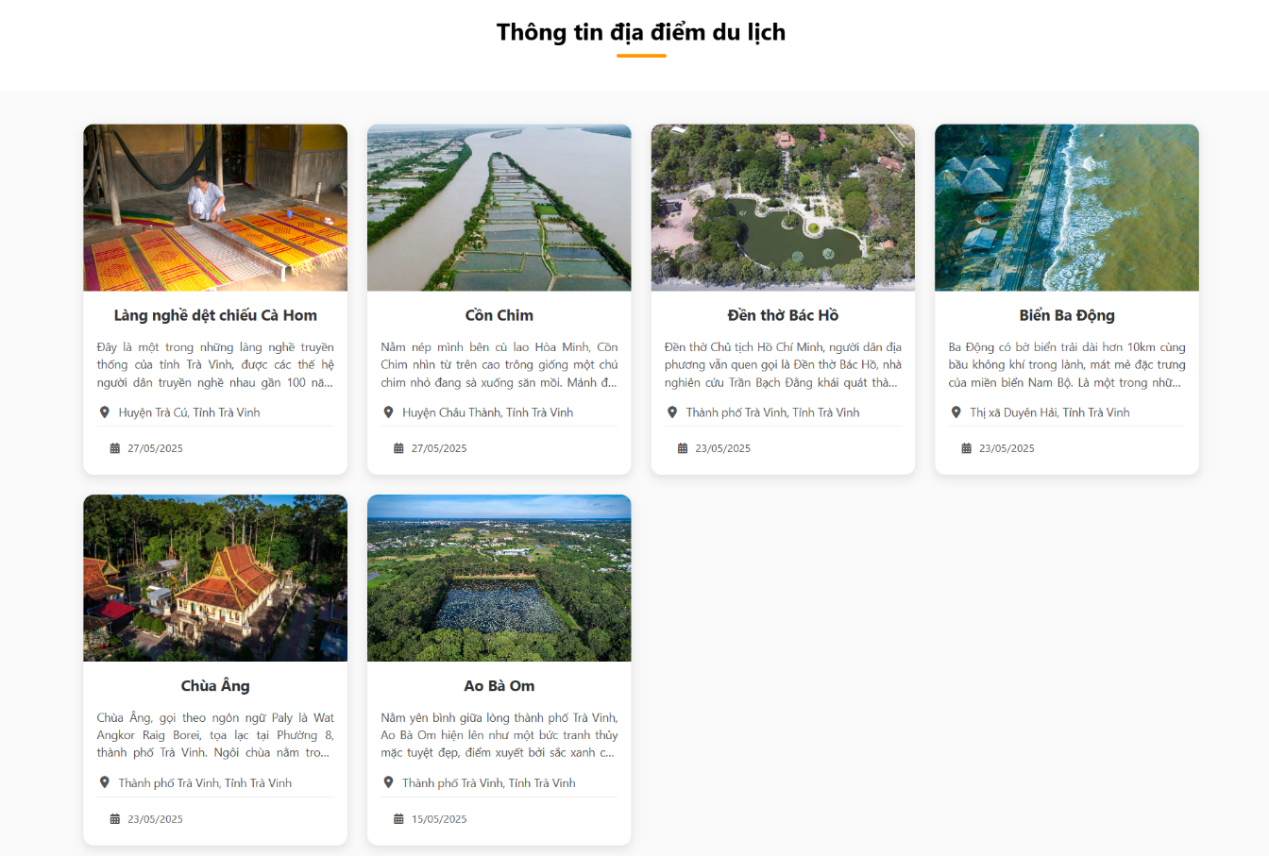 Thông tin địa điểm du lịch
Làng nghề dệt chiếu Cà Hom
Đây là một trong những làng nghề truyền
thống của tỉnh Trà Vinh, được các thế hệ
người dân truyền nghề nhau gần 100 nă...
Huyện Trà Cú, Tỉnh Trà Vinh
27/05/2025
Cồn Chim
Nằm nép mình bên cù lao Hòa Minh, Cồn
Chim nhìn từ trên cao trông giống một chú
chim nhỏ đang sà xuống săn mồi. Mảnh đ...
Huyện Châu Thành, Tỉnh Trà Vinh
27/05/2025
Đền thờ Bác Hồ
Đền thờ Chủ tịch Hồ Chí Minh, người dân địa
phương vẫn quen gọi là Đền thờ Bác Hồ, nhà
nghiên cứu Trần Bạch Đằng khái quát thà...
Thành phố Trà Vinh, Tỉnh Trà Vinh
23/05/2025
Biển Ba Động
Ba Động có bờ biển trải dài hơn 10km cùng
bầu không khí trong lành, mát mẻ đặc trưng
của miền biển Nam Bộ. Là một trong nhữ...
Thị xã Duyên Hải, Tỉnh Trà Vinh
23/05/2025
Chùa Âng
Chùa Âng, gọi theo ngôn ngữ Paly là Wat
Angkor Raig Borei, tọa lạc tại Phường 8,
thành phố Trà Vinh. Ngôi chùa nằm tro...
Thành phố Trà Vinh, Tỉnh Trà Vinh
23/05/2025
Ao Bà Om
Nằm yên bình giữa lòng thành phố Trà Vinh,
Ao Bà Om hiện lên như một bức tranh thủy
mặc tuyệt đẹp, điểm xuyết bởi sắc xanh c...
Thành phố Trà Vinh, Tỉnh Trà Vinh
15/05/2025